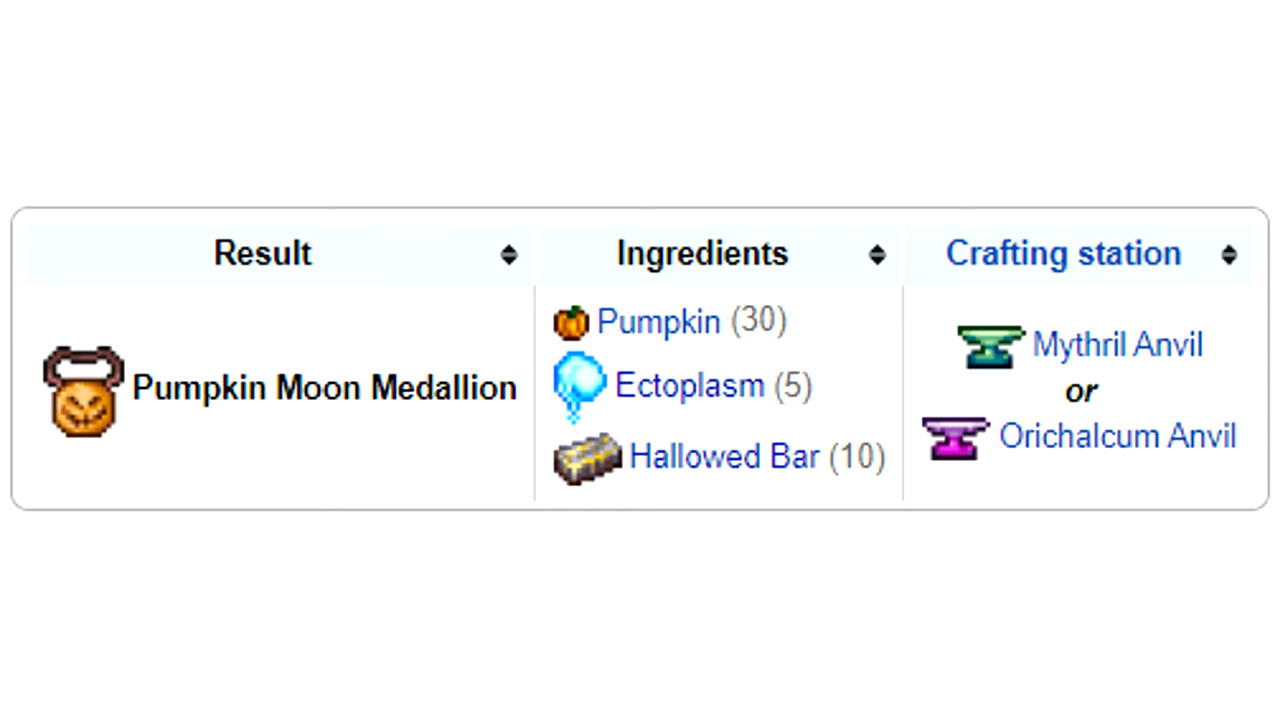 Result Ingredients Crafting station
Pumpkin Moon Medallion
Pumpkin (30)
Ectoplasm (5)
Hallowed Bar (10)
Mythril Anvil
or
Orichalcum Anvil